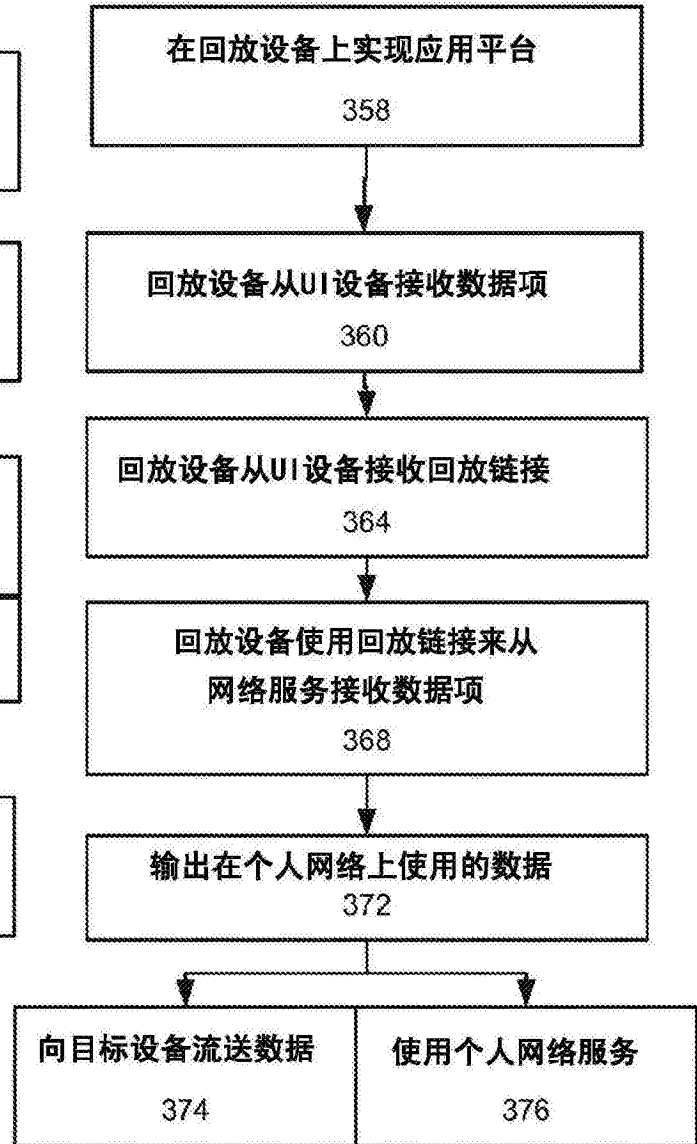 在回放设备上实现应用平台
358
回放设备从UI设备接收数据项
360
回放设备从UI设备接收回放链接
364
回放设备使用回放链接来从
网络服务接收数据项
368
输出在个人网络上使用的数据
372
向目标设备流送数据
374
使用个人网络服务
376